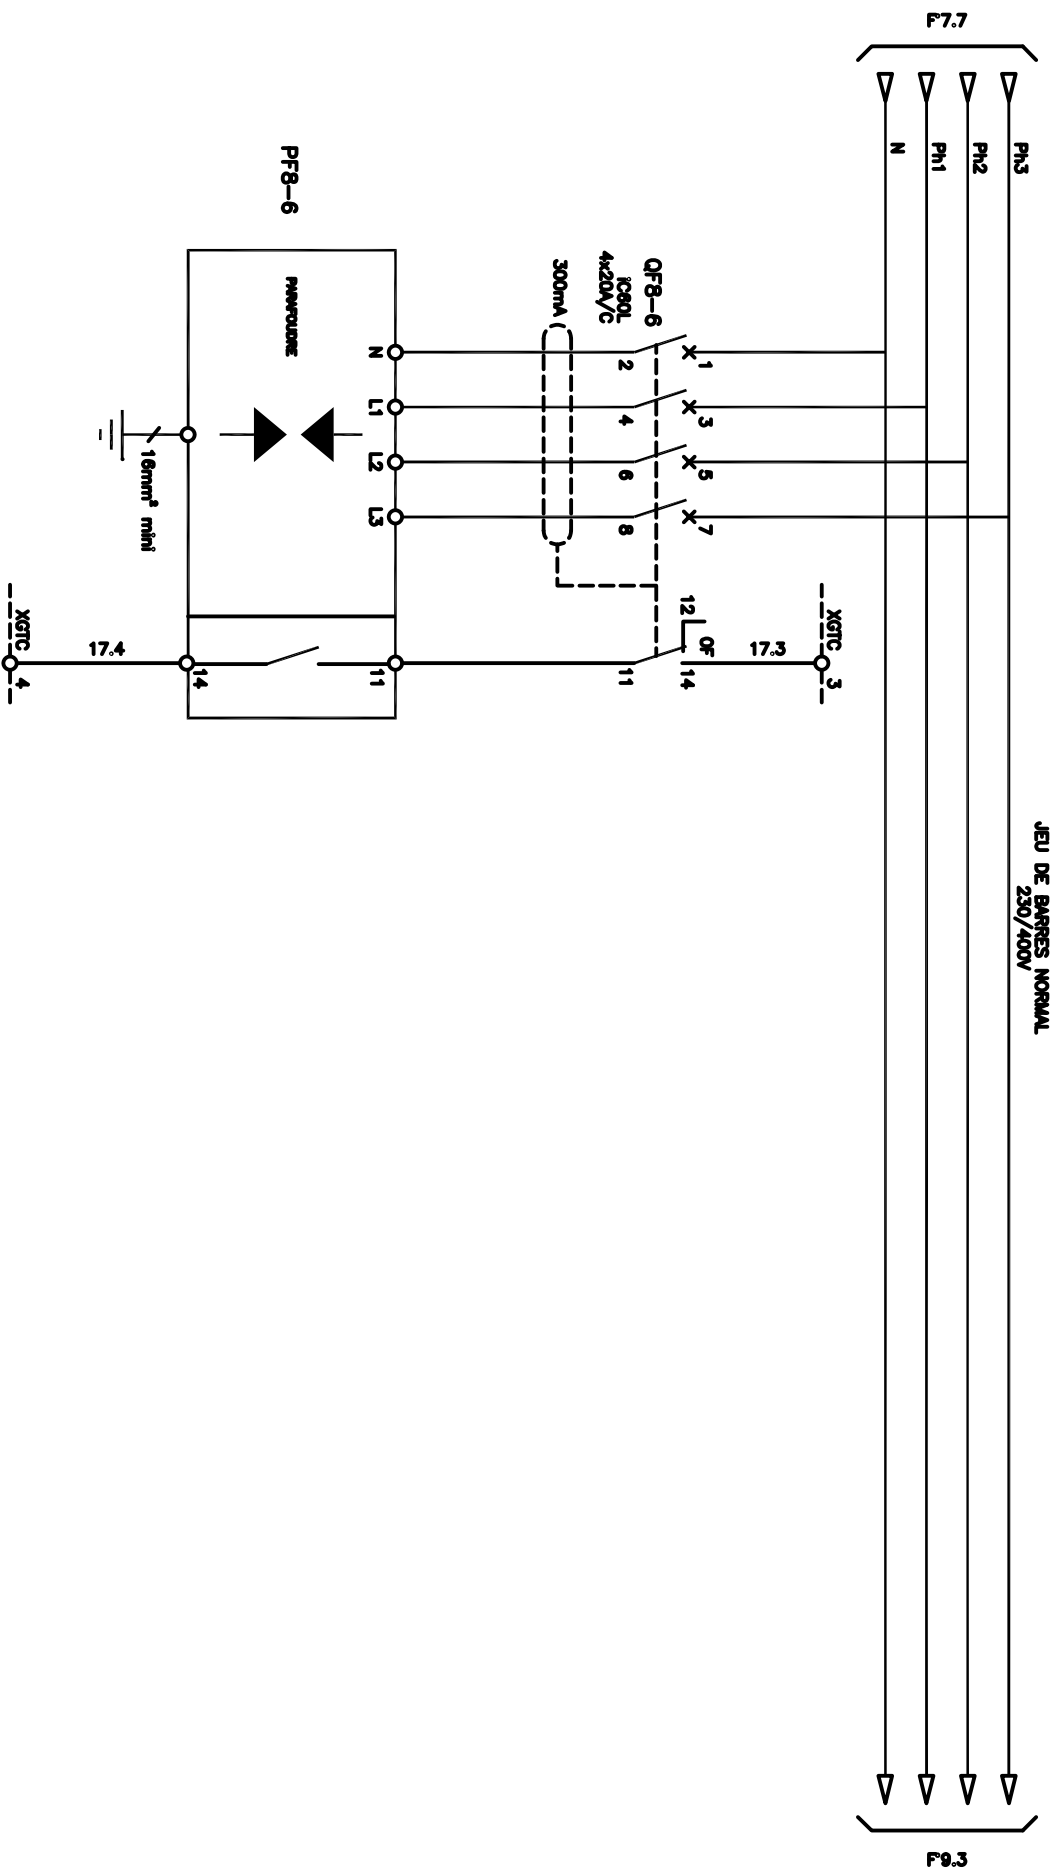 F7.7
Ph3
Ph2
Ph1
N
JEU DE BARRES NORMAL
230/400V
F9.3
QF8-6
iC60L
4x20A/C
300mA
1
3
5
7
2
4
6
8
XGTC
3
17.3
12
OF
14
11
PF8-6
PARAFOUDRE
N
L1
L2
L3
11
14
16mm² mini
17.4
XGTC
4